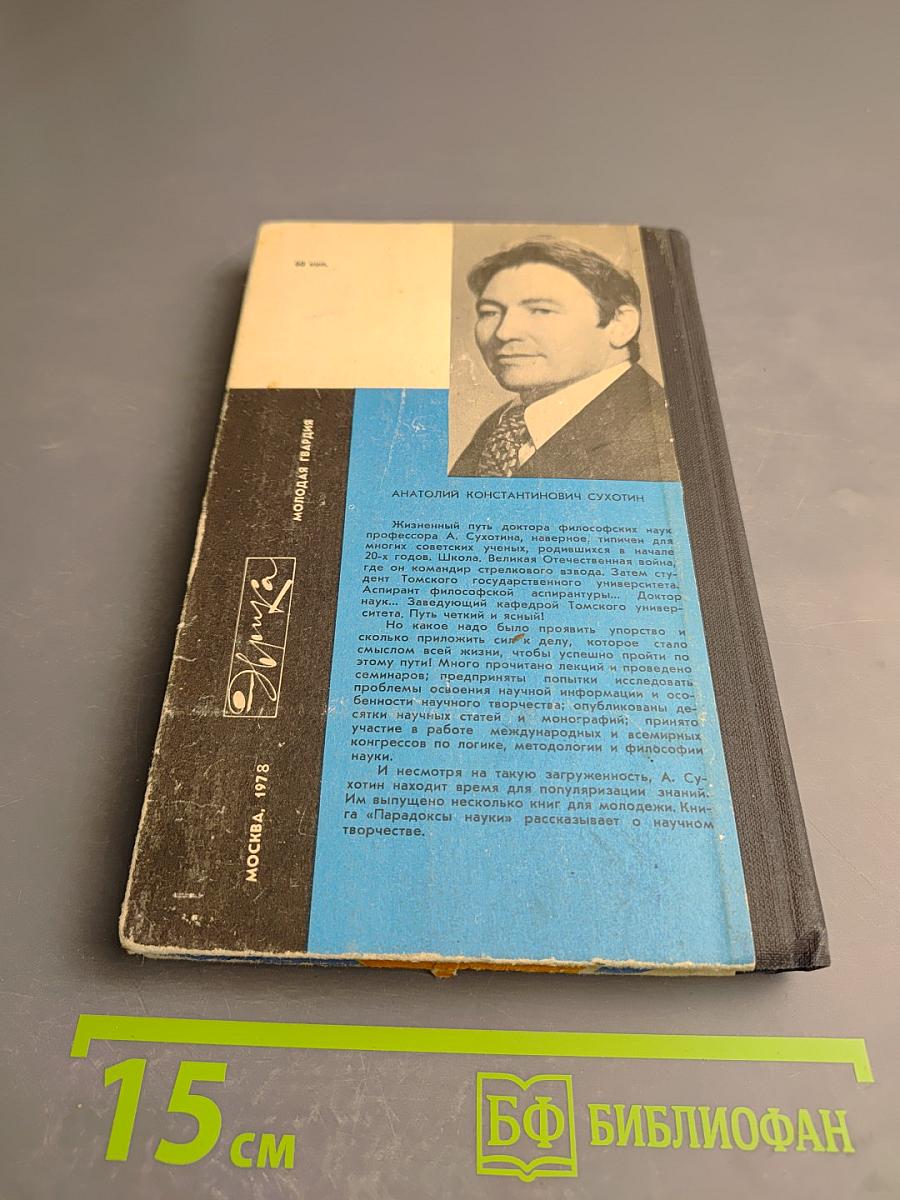 коп.
АНАТОЛИЙ КОНСТАНТИНОВИЧ СУХОТИН
Жизненный путь доктора философских наук
профессора А. Сухотина, наверное, типичен для
многих советских ученых, родившихся в начале
20-х годов. Школа. Великая Отечественная война,
где он командир стрелкового взвода. Затем сту-
дент Томского государственного университета.
Аспирант философской аспирантуры... Доктор
наук... Заведующий кафедрой Томского универ-
ситета. Путь четкий и ясный!
Но какое надо было проявить упорство и
сколько приложить сил к делу, которое стало
смыслом всей жизни, чтобы успешно пройти по
этому пути! Много прочитано лекций и проведено
семинаров; предприняты попытки исследовать
проблемы освоения научной информации и осо-
бенности научного творчества; опубликованы де-
сятки научных статей и монографий; принято
участие в работе международных и всемирных
конгрессов по логике, методологии и философии
науки.
И несмотря на такую загруженность, А. Су-
хотин находит время для популяризации знаний.
Им выпущено несколько книг для молодежи. Кни-
га «Парадоксы науки» рассказывает о научном
творчестве.
МОСКВА, 1978
Эврика
МОЛОДАЯ ГВАРДИЯ
15 см
БФ БИБЛИОФАН